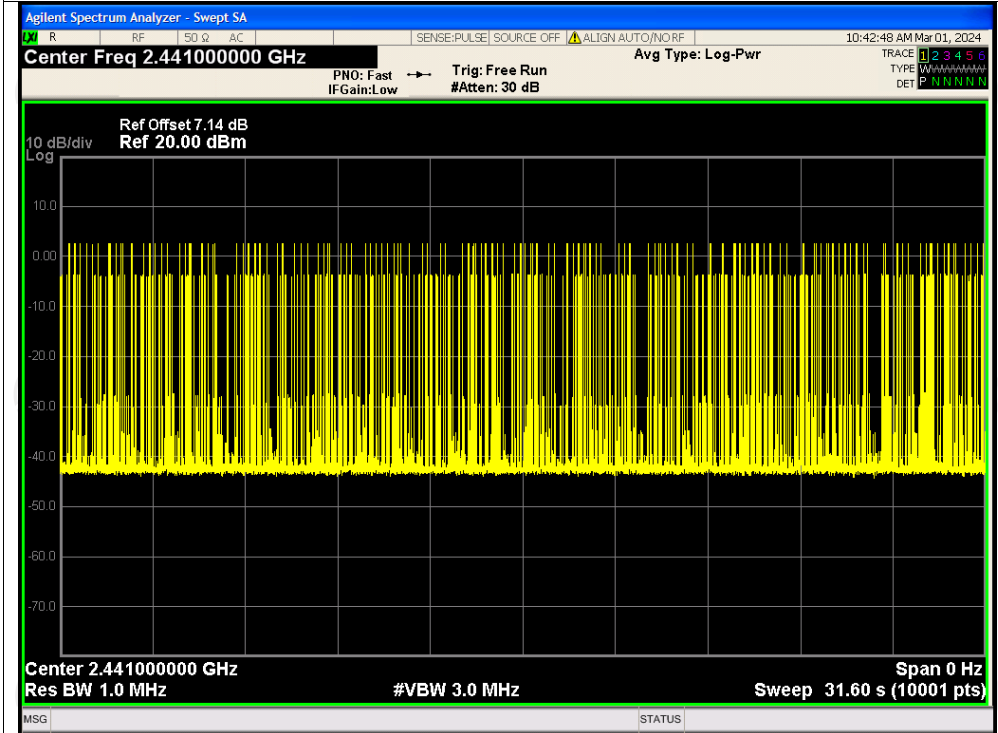 Agilent Spectrum Analyzer - Swept SA
LXI R RF 50 Ω AC SENSE:PULSE SOURCE OFF ALIGN AUTO/NO RF 10:42:48 AM Mar 01, 2024
Center Freq 2.441000000 GHz Avg Type: Log-Pwr TRACE 1 2 3 4 5 6
PNO: Fast Trig: Free Run TYPE W
IFGain:Low #Atten: 30 dB DET P N N N N N
Ref Offset 7.14 dB
10 dB/div Ref 20.00 dBm
Log
10.0
0.00
-10.0
-20.0
-30.0
-40.0
-50.0
-60.0
-70.0
Center 2.441000000 GHz Span 0 Hz
Res BW 1.0 MHz #VBW 3.0 MHz Sweep 31.60 s (10001 pts)
MSG STATUS